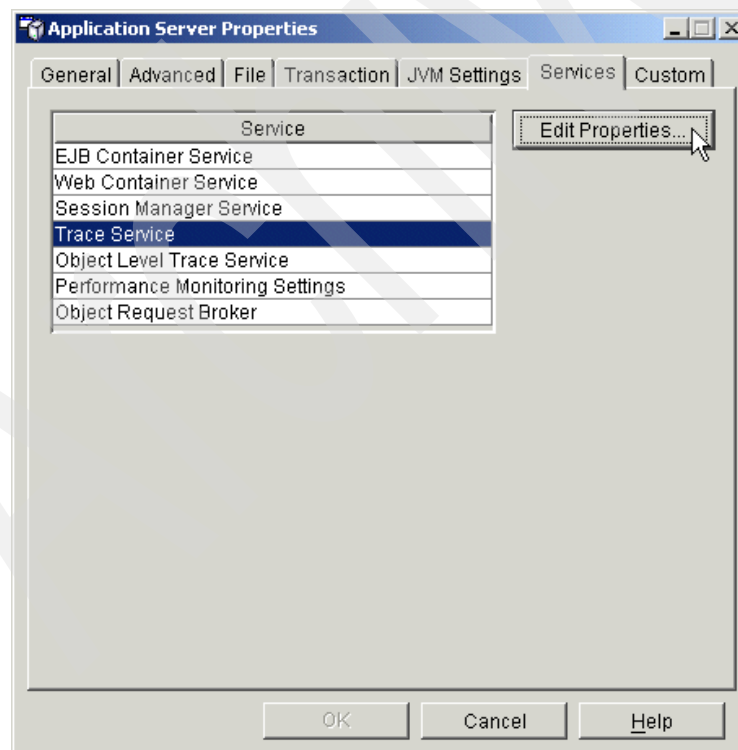 Application Server Properties
General Advanced File Transaction JVM Settings Services Custom
Service
Edit Properties...
EJB Container Service
Web Container Service
Session Manager Service
Trace Service
Object Level Trace Service
Performance Monitoring Settings
Object Request Broker
OK Cancel Help